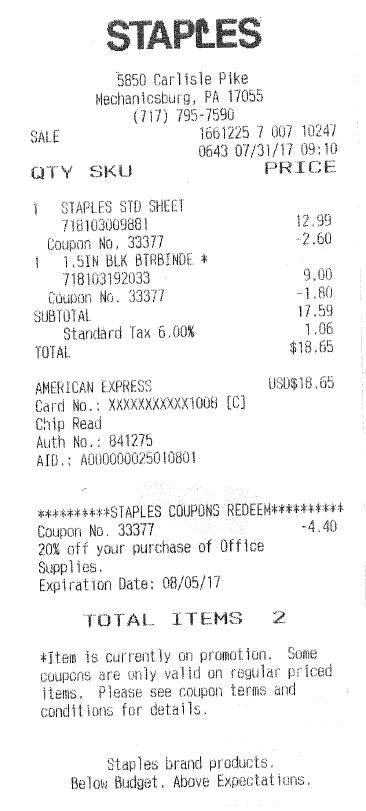 STAPLES
5850 Carlisle Pike
Mechanicsburg, PA 17055
(717) 795-7590
SALE 1661225 7 007 10247
0643 07/31/17 09:10
QTY SKU PRICE
1 STAPLES STD SHEET
718103009881 12.99
Coupon No. 33377 -2.60
1 1.5IN BLK BTRBINDE *
718103192033 9.00
Coupon No. 33377 -1.80
SUBTOTAL 17.59
Standard Tax 6.00% 1.06
TOTAL $18.65
AMERICAN EXPRESS USD$18.65
Card No.: XXXXXXXXXXX1008 [C]
Chip Read
Auth No.: 841275
AID.: A000000025010801
**********STAPLES COUPONS REDEEM**********
Coupon No. 33377 -4.40
20% off your purchase of Office
Supplies.
Expiration Date: 08/05/17
TOTAL ITEMS 2
*Item is currently on promotion. Some
coupons are only valid on regular priced
items. Please see coupon terms and
conditions for details.
Staples brand products.
Below Budget. Above Expectations.